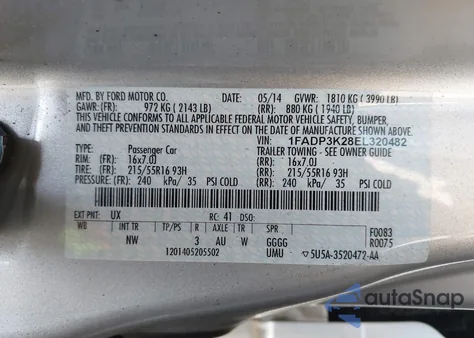 MFD. BY FORD MOTOR CO. DATE: 05/14 GVWR: 1810 KG ( 3990 LB)
GAWR: (FR): 972 KG ( 2143 LB) (RR): 880 KG ( 1940 LB)
THIS VEHICLE CONFORMS TO ALL APPLICABLE FEDERAL MOTOR VEHICLE SAFETY, BUMPER,
AND THEFT PREVENTION STANDARDS IN EFFECT ON THE DATE OF MANUFACTURE SHOWN ABOVE.
VIN: 1FADP3K28EL320482
TYPE: Passenger Car TRAILER TOWING - SEE OWNER GUIDE
RIM: (FR) 16x7.0J (RR): 16x7.0J
TIRE: 215/55R16 93H 215/55R16 93H
PRESSURE: (FR) 240 kPa/ 35 PSI COLD (RR): 240 kPa/ 35 PSI COLD
EXT PNT: UX RC: 41 DSO: F0083
WB INT TR TP/PS R AXLE TR SPR R0075
NW 3 AU W GGGG
1201405205502 UMU 5U5A-3520472-AA
autoSnap